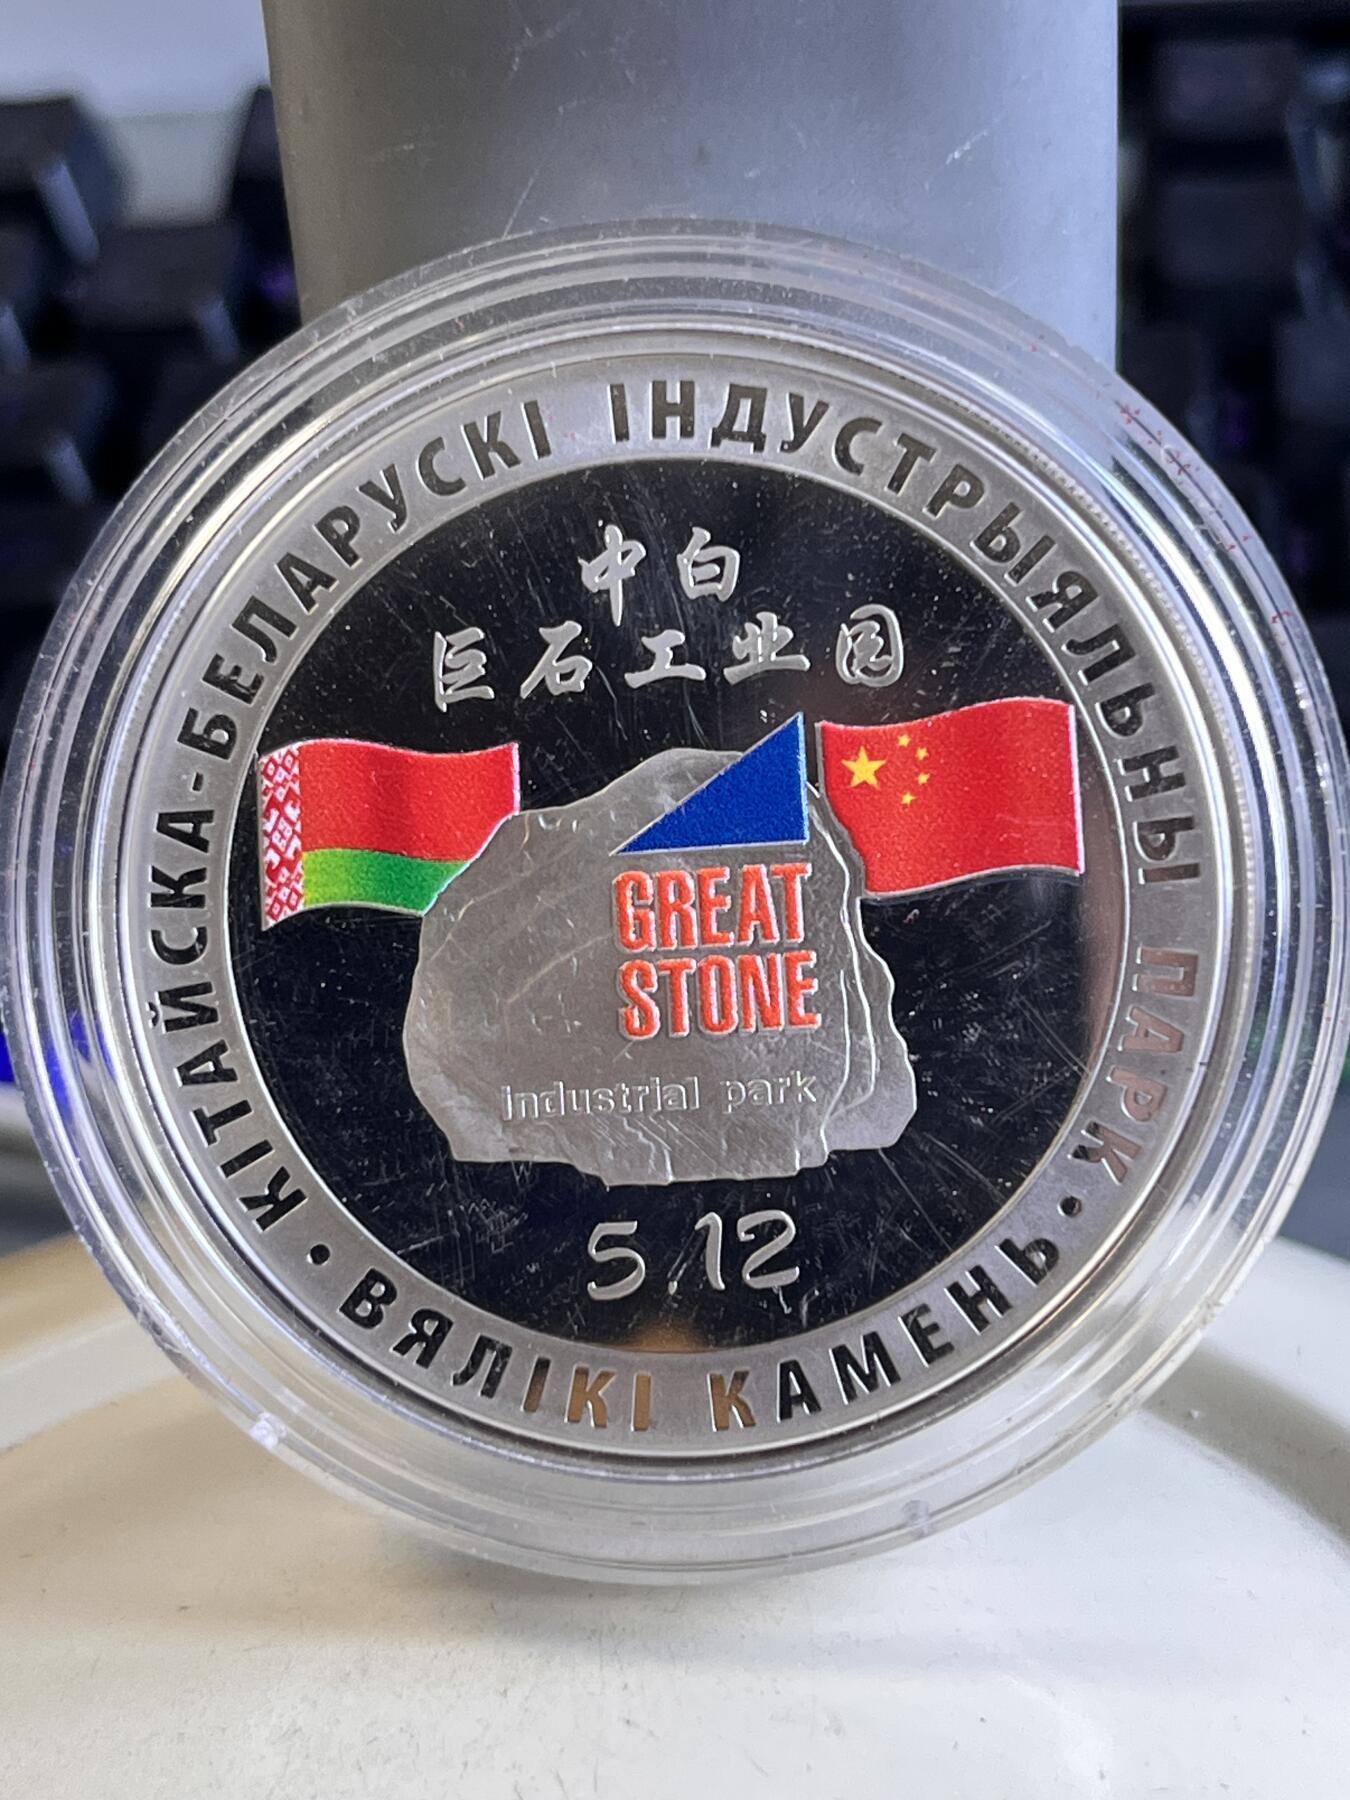 КІТАЙСКА-БЕЛАРУСКІ ІНДУСТРЫЯЛЬНЫ ПАРК
中白
巨石工业园
GREAT
STONE
industrial park
5.12
• ВЯЛІКІ КАМЕНЬ •